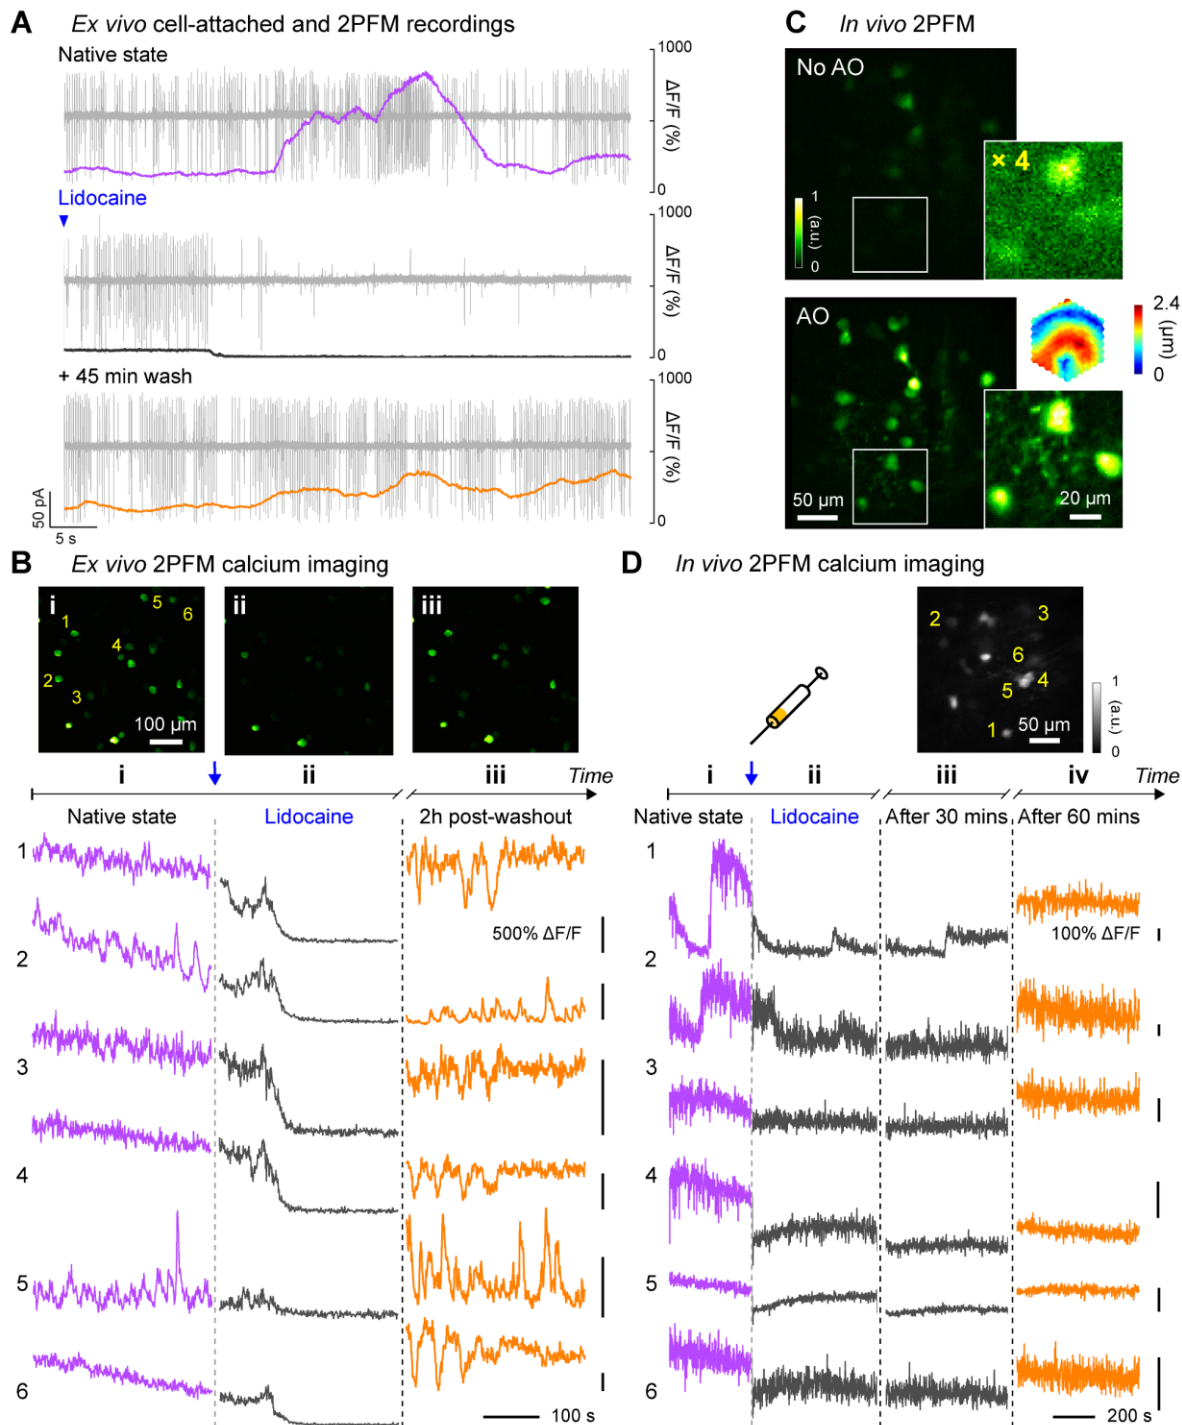 A Ex vivo cell-attached and 2PFM recordings
Native state
1000
ΔF/F (%)
0
Lidocaine
1000
ΔF/F (%)
0
+ 45 min wash
1000
ΔF/F (%)
0
50 pA
5 s
C In vivo 2PFM
No AO
× 4
1
(a.u.)
0
AO
2.4
(μm)
0
50 μm
20 μm
B Ex vivo 2PFM calcium imaging
i
ii
iii
1
2
3
4
5
6
100 μm
i ii iii Time
Native state Lidocaine 2h post-washout
1
500% ΔF/F
2
3
4
5
6
100 s
D In vivo 2PFM calcium imaging
2
3
6
5 4
1
50 μm
1
(a.u.)
0
i ii iii iv Time
Native state Lidocaine After 30 mins After 60 mins
1
100% ΔF/F
2
3
4
5
6
200 s